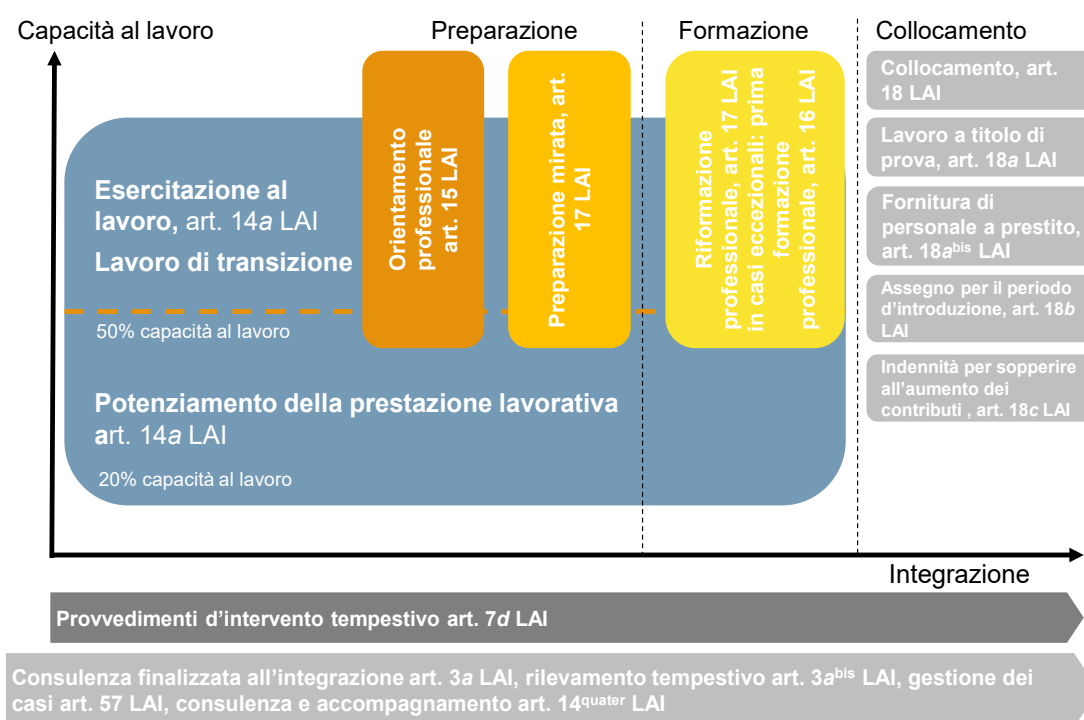 Capacità al lavoro
Preparazione
Formazione
Collocamento
Esercitazione al
lavoro, art. 14a LAI
Lavoro di transizione
50% capacità al lavoro
Potenziamento della prestazione lavorativa
art. 14a LAI
20% capacità al lavoro
Orientamento
professionale
art. 15 LAI
Preparazione mirata, art.
17 LAI
Riformazione
professionale, art. 17 LAI
in casi eccezionali: prima
formazione
professionale, art. 16 LAI
Collocamento, art.
18 LAI
Lavoro a titolo di
prova, art. 18a LAI
Fornitura di
personale a prestito,
art. 18abis LAI
Assegno per il periodo
d’introduzione, art. 18b
LAI
Indennità per sopperire
all’aumento dei
contributi , art. 18c LAI
Integrazione
Provvedimenti d’intervento tempestivo art. 7d LAI
Consulenza finalizzata all’integrazione art. 3a LAI, rilevamento tempestivo art. 3abis LAI, gestione dei
casi art. 57 LAI, consulenza e accompagnamento art. 14quater LAI